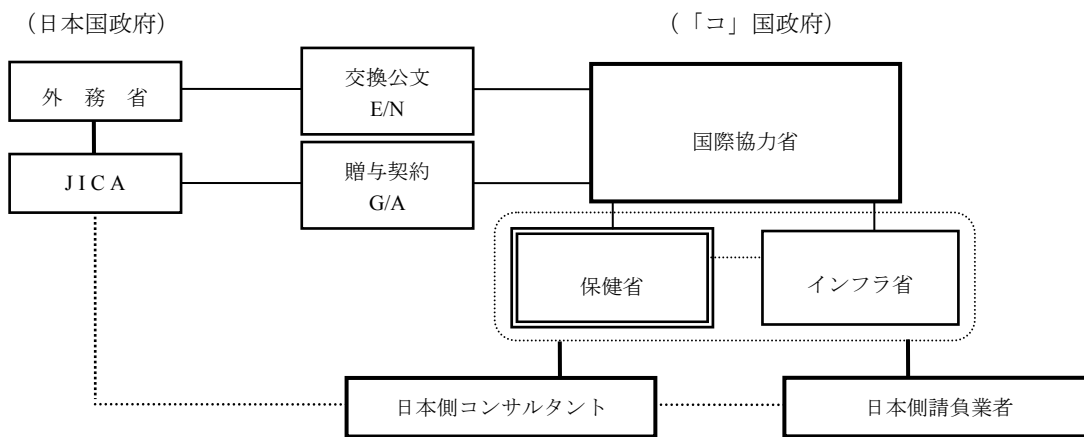 (日本国政府)
(「コ」国政府)
外 務 省
交換公文
E/N
国際協力省
JICA
贈与契約
G/A
保健省
インフラ省
日本側コンサルタント
日本側請負業者